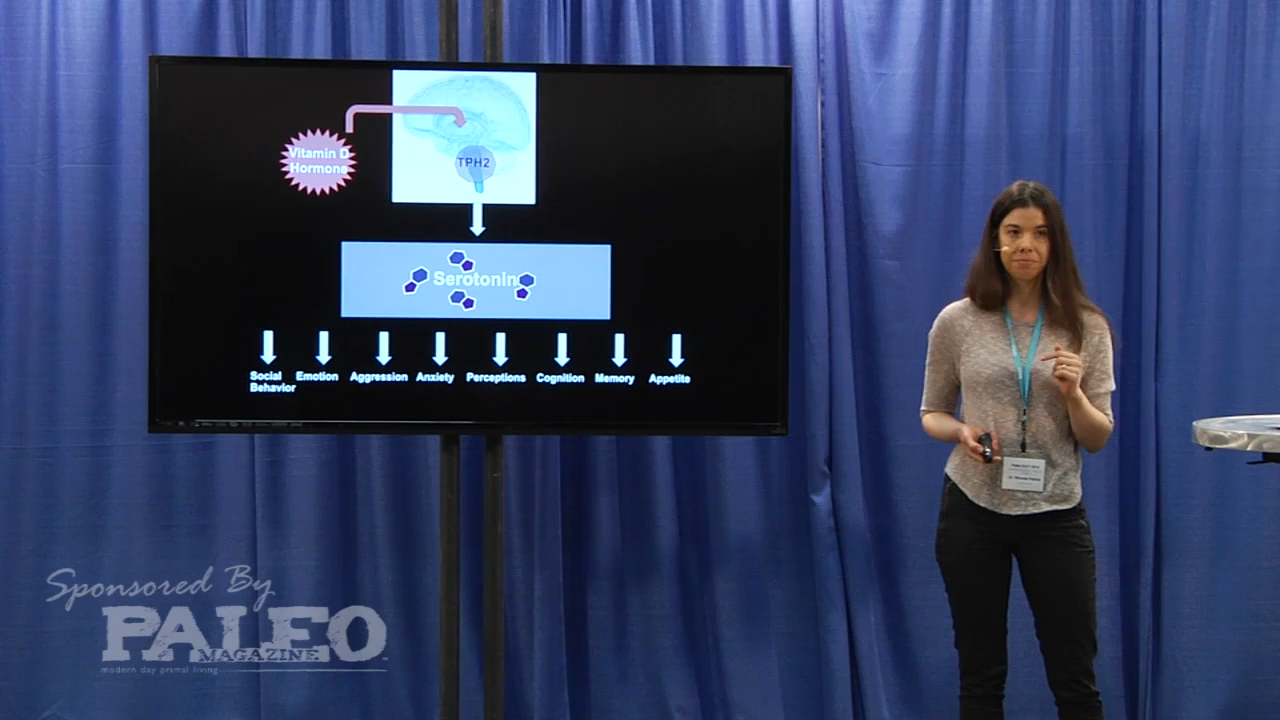 Vitamin D
Hormone
TPH2
Serotonin
Social
Behavior
Emotion
Aggression
Anxiety
Perceptions
Cognition
Memory
Appetite
Sponsored By
PALEO
MAGAZINE
modern day primal living